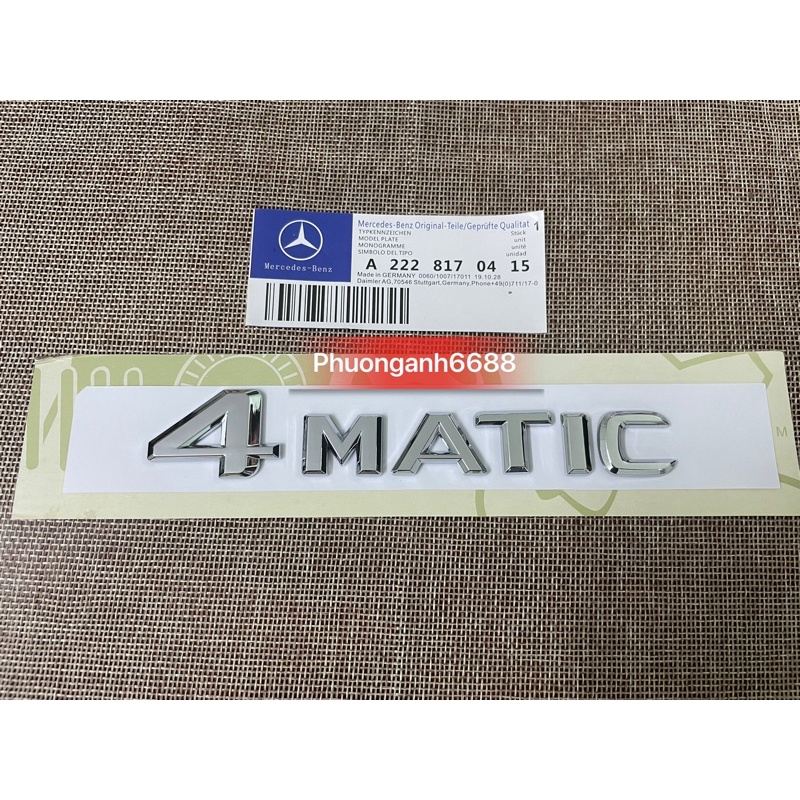 Mercedes-Benz Original-Teile/Geprüfte Qualitat 1
TYPKENNZEICHEN Stück
MODEL PLATE unit
MONOGRAMME unité
SIMBOLO DEL TIPO unidad
Mercedes-Benz
A 222 817 04 15
Made in GERMANY 0060/1007/17011 19.10.28
Daimler AG,70546 Stuttgart,Germany,Phone+49(0)711/17-0
Phuonganh6688
4MATIC
M